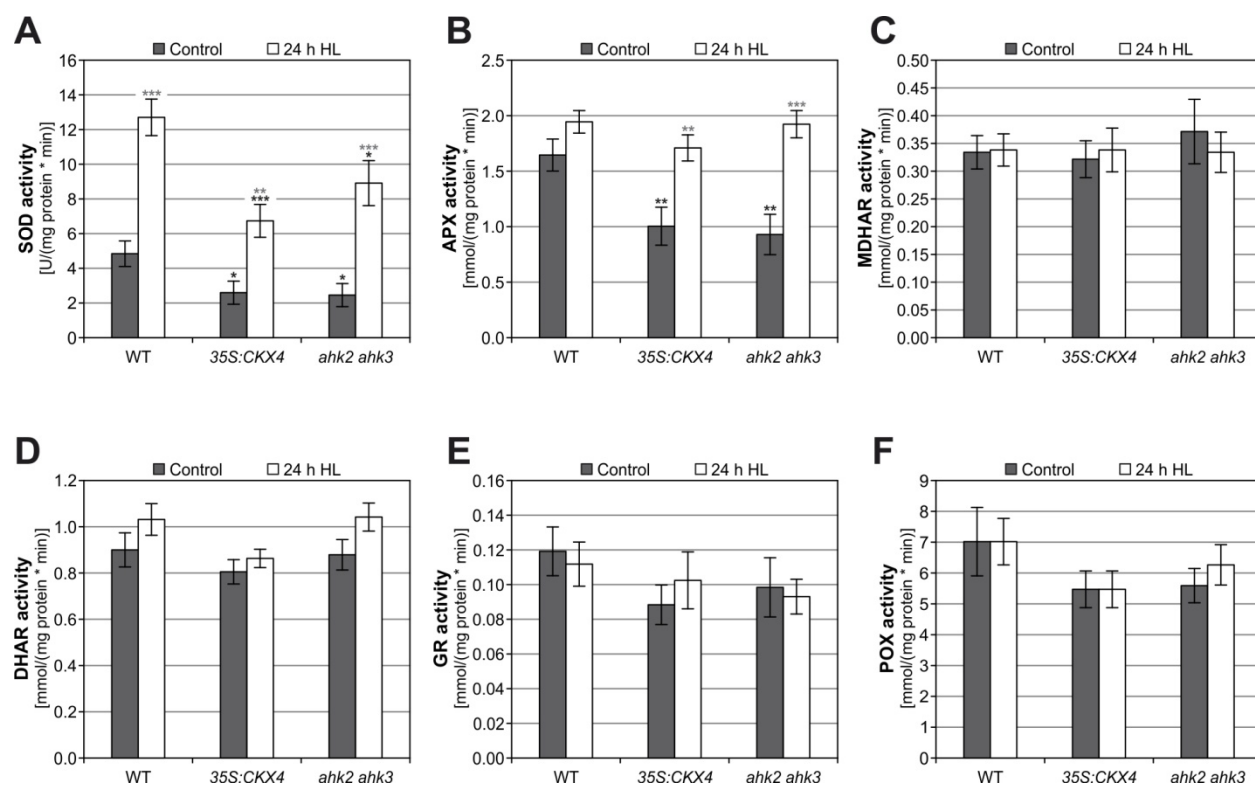 A
Control 24 h HL
SOD activity
[U/(mg protein * min)]
16
14
12
10
8
6
4
2
0
***
**
***
*
***
*
*
WT 35S:CKX4 ahk2 ahk3
B
Control 24 h HL
APX activity
[mmol/(mg protein * min)]
2.5
2.0
1.5
1.0
0.5
0.0
**
**
***
**
WT 35S:CKX4 ahk2 ahk3
C
Control 24 h HL
MDHAR activity
[mmol/(mg protein * min)]
0.50
0.45
0.40
0.35
0.30
0.25
0.20
0.15
0.10
0.05
0.00
WT 35S:CKX4 ahk2 ahk3
D
Control 24 h HL
DHAR activity
[mmol/(mg protein * min)]
1.2
1.0
0.8
0.6
0.4
0.2
0.0
WT 35S:CKX4 ahk2 ahk3
E
Control 24 h HL
GR activity
[mmol/(mg protein * min)]
0.16
0.14
0.12
0.10
0.08
0.06
0.04
0.02
0.00
WT 35S:CKX4 ahk2 ahk3
F
Control 24 h HL
POX activity
[mmol/(mg protein * min)]
9
8
7
6
5
4
3
2
1
0
WT 35S:CKX4 ahk2 ahk3